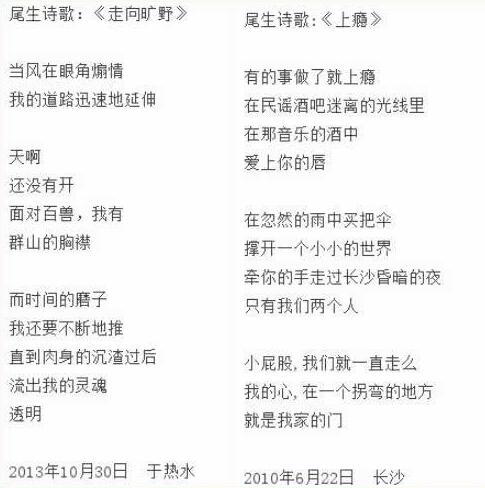 尾生诗歌：《走向旷野》
当风在眼角煽情
我的道路迅速地延伸
天啊
还没有开
面对百兽，我有
群山的胸襟
而时间的磨子
我还要不断地推
直到肉身的沉渣过后
流出我的灵魂
透明
2013年10月30日　于热水
尾生诗歌:《上瘾》
有的事做了就上瘾
在民谣酒吧迷离的光线里
在那音乐的酒中
爱上你的唇
在忽然的雨中买把伞
撑开一个小小的世界
牵你的手走过长沙昏暗的夜
只有我们两个人
小屁股,我们就一直走么
我的心,在一个拐弯的地方
就是我家的门
2010年6月22日　长沙